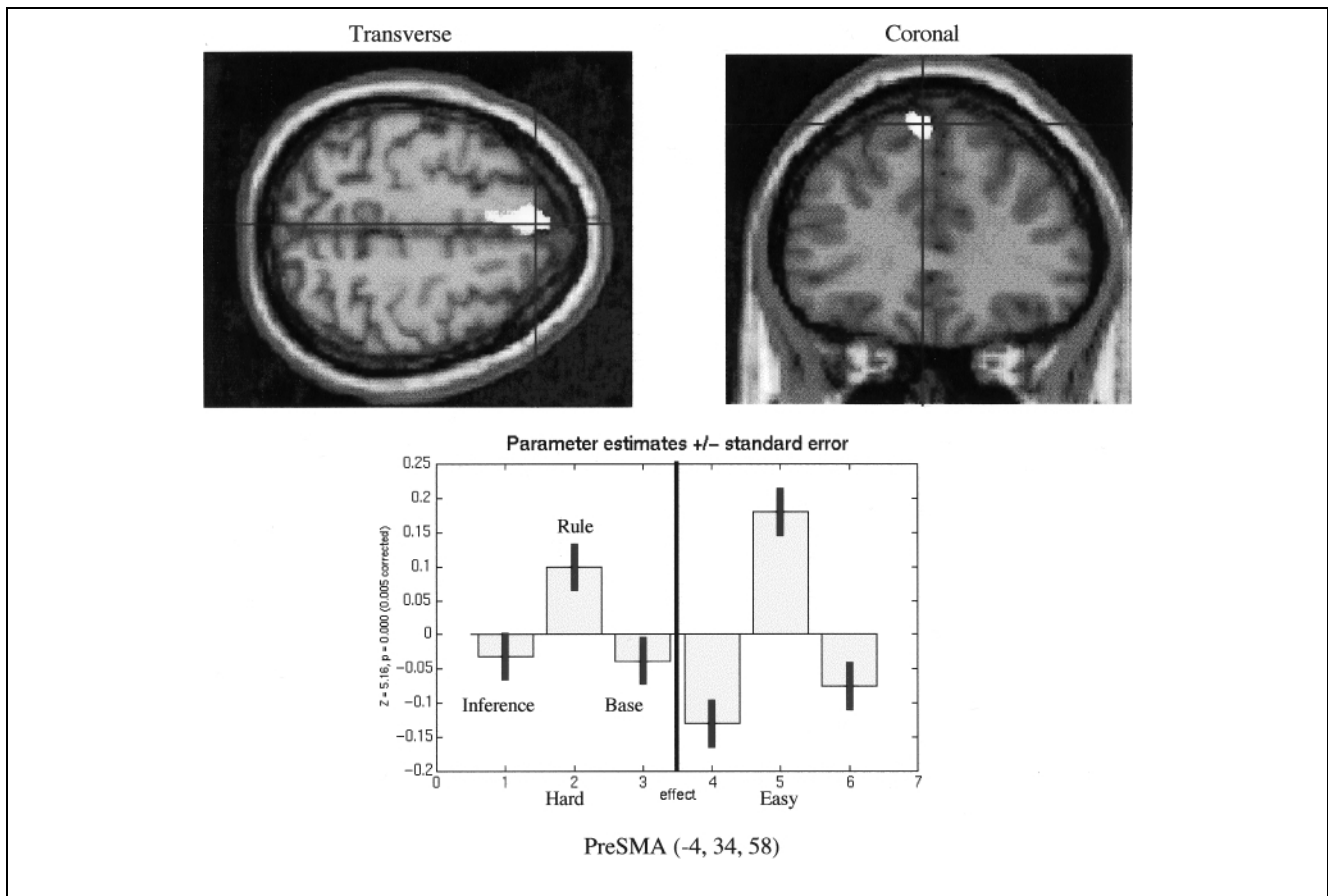 Transverse
Coronal
Parameter estimates +/− standard error
Z = 5.16, p = 0.000 (0.005 corrected)
0.25
0.2
0.15
0.1
0.05
0
−0.05
−0.1
−0.15
−0.2
Rule
Inference
Base
0 1 2 3 4 5 6 7
Hard effect Easy
PreSMA (-4, 34, 58)